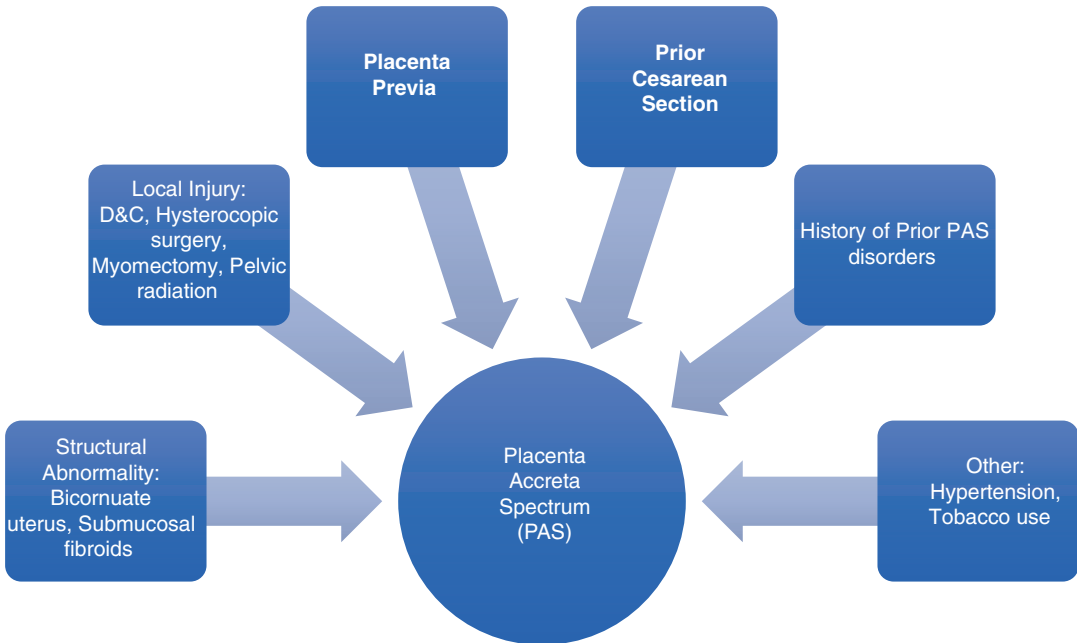 Placenta
Previa
Prior
Cesarean
Section
Local Injury:
D&C, Hysterocopic
surgery,
Myomectomy, Pelvic
radiation
History of Prior PAS
disorders
Structural
Abnormality:
Bicornuate
uterus, Submucosal
fibroids
Placenta
Accreta
Spectrum
(PAS)
Other:
Hypertension,
Tobacco use